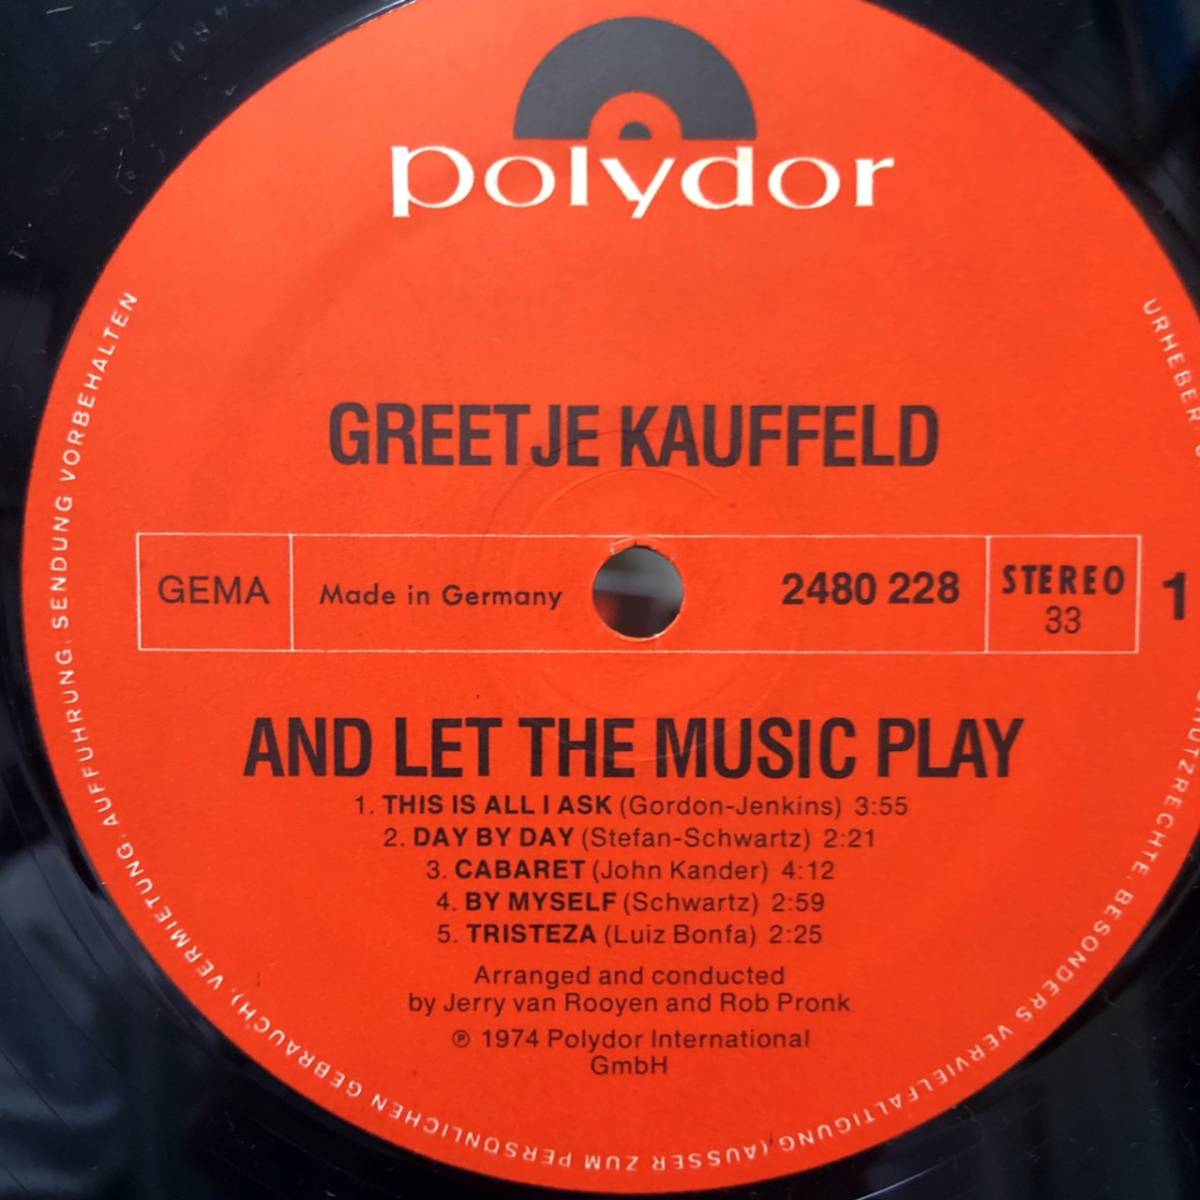 polydor
GREETJE KAUFFELD
GEMA
Made in Germany
2480 228
STEREO
33
1
AND LET THE MUSIC PLAY
1. THIS IS ALL I ASK (Gordon-Jenkins) 3:55
2. DAY BY DAY (Stefan-Schwartz) 2:21
3. CABARET (John Kander) 4:12
4. BY MYSELF (Schwartz) 2:59
5. TRISTEZA (Luiz Bonfa) 2:25
Arranged and conducted
by Jerry van Rooyen and Rob Pronk
℗ 1974 Polydor International
GmbH
BESONDERS VERVIELFÄLTIGUNG (AUSSER ZUM PERSÖNLICHEN GEBRAUCH), VERMIETUNG, AUFFÜHRUNG, SENDUNG VORBEHALTEN